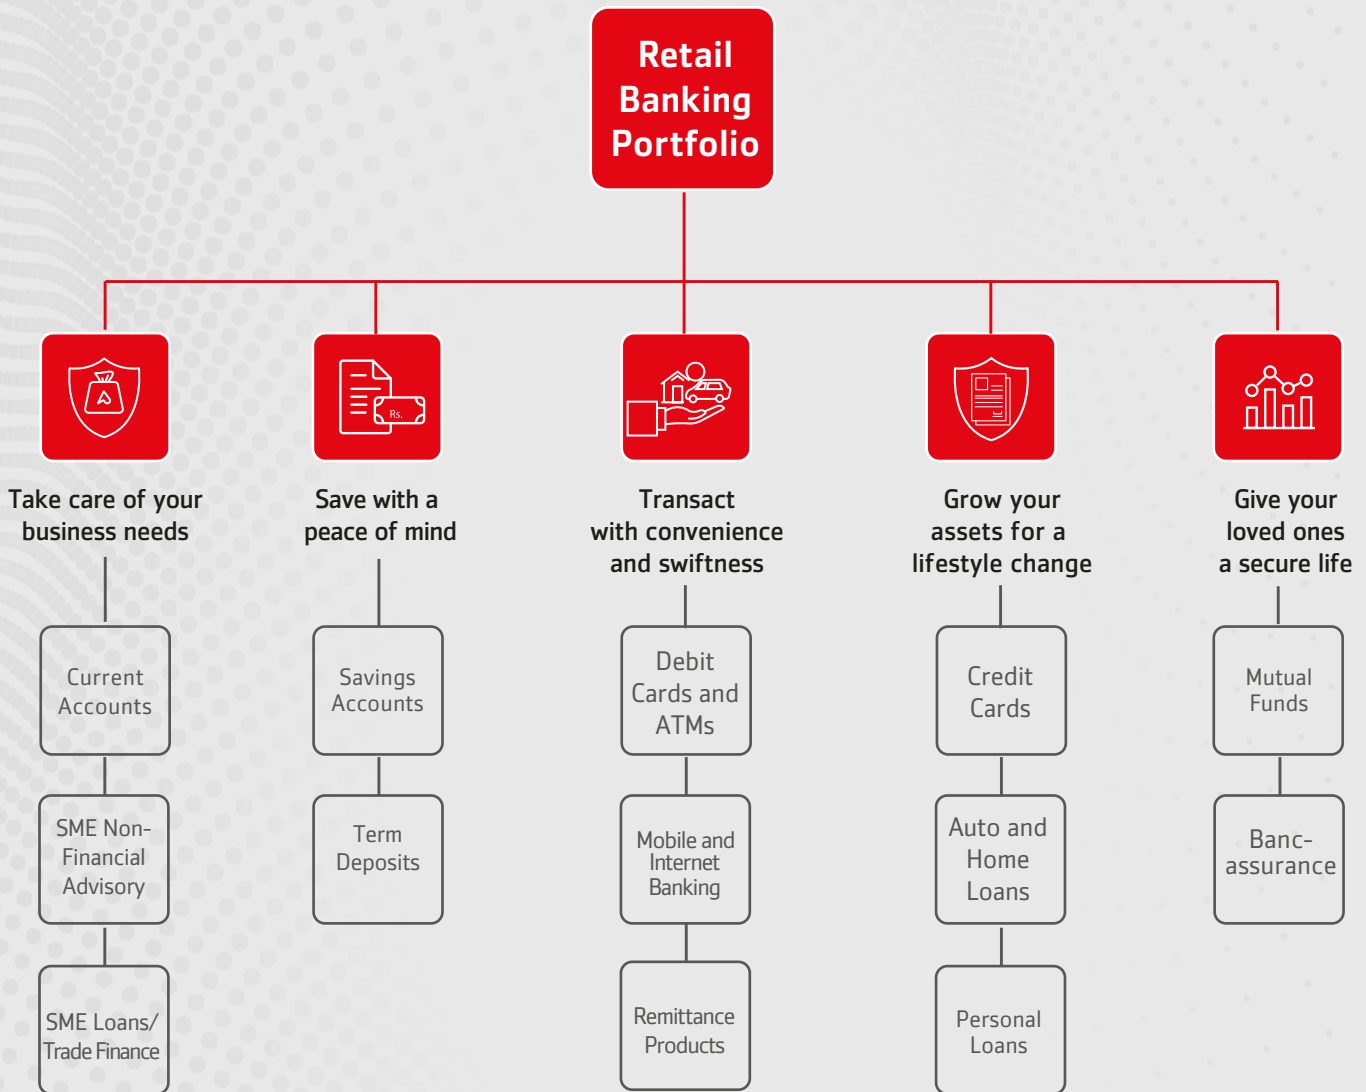 Retail
Banking
Portfolio
Rs.
Take care of your
business needs
Save with a
peace of mind
Transact
with convenience
and swiftness
Grow your
assets for a
lifestyle change
Give your
loved ones
a secure life
Current
Accounts
Savings
Accounts
Debit
Cards and
ATMs
Credit
Cards
Mutual
Funds
SME Non-
Financial
Advisory
Term
Deposits
Mobile and
Internet
Banking
Auto and
Home
Loans
Banc-
assurance
SME Loans/
Trade Finance
Remittance
Products
Personal
Loans